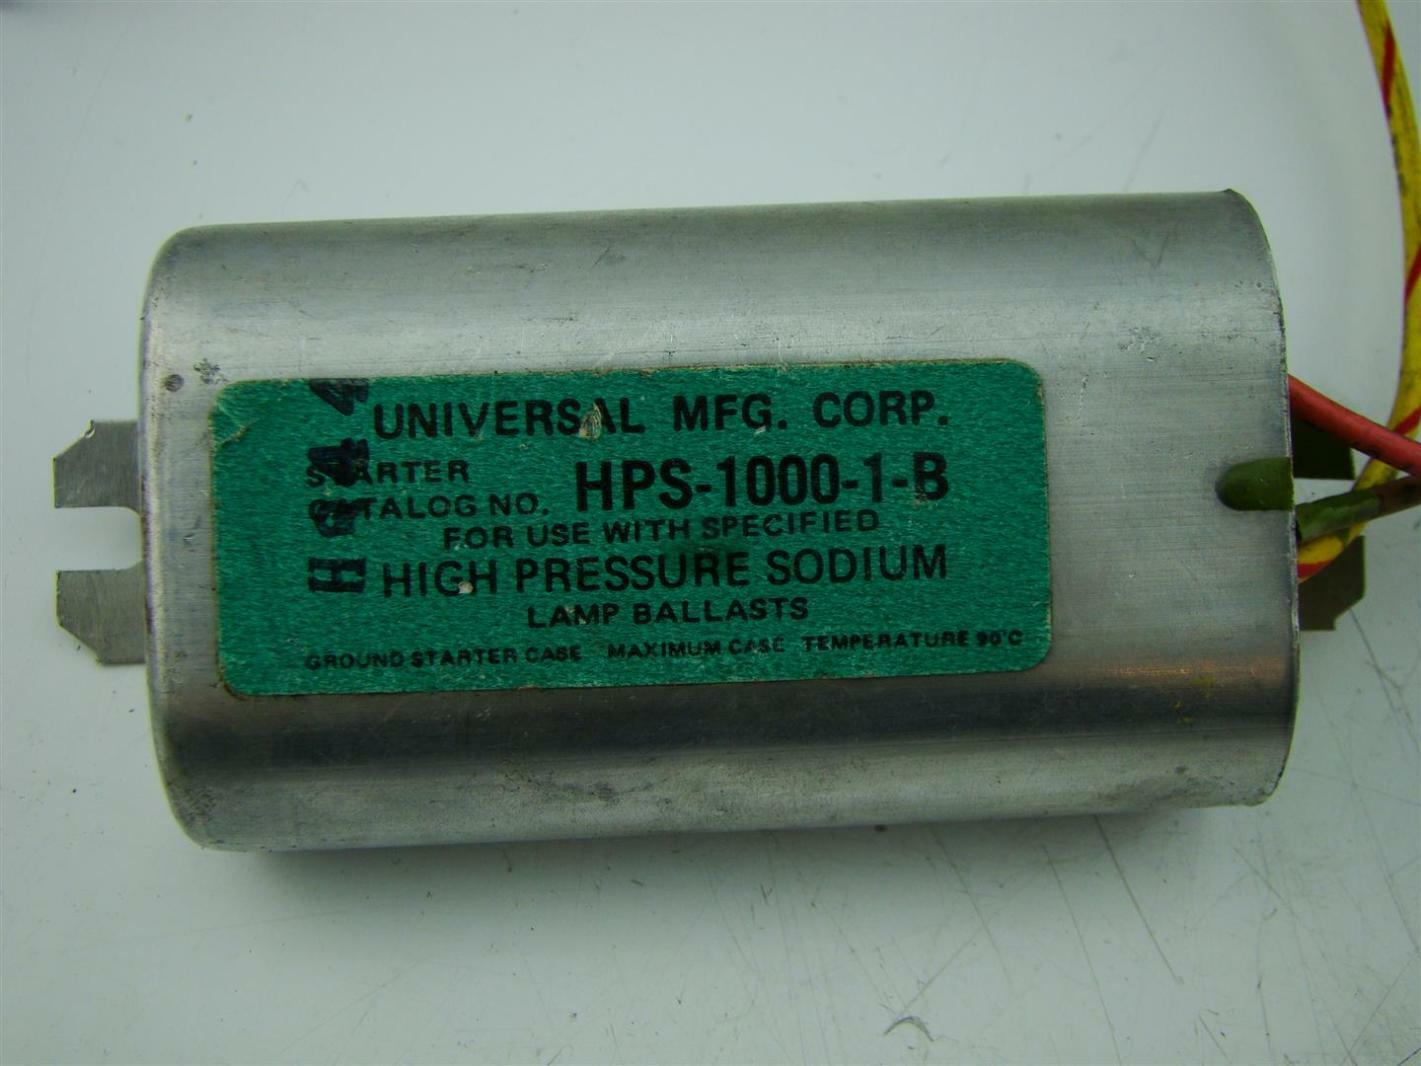 UNIVERSAL MFG. CORP.
STARTER
CATALOG NO. HPS-1000-1-B
FOR USE WITH SPECIFIED
HIGH PRESSURE SODIUM
LAMP BALLASTS
GROUND STARTER CASE MAXIMUM CASE TEMPERATURE 90°C